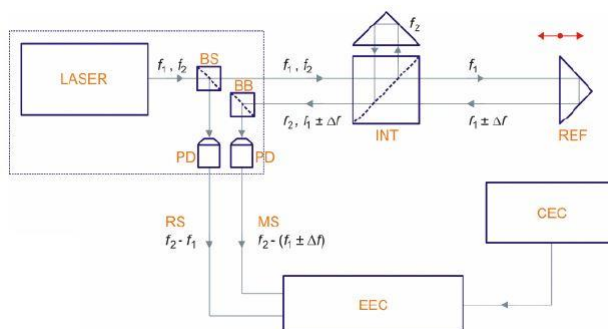 f₂
BS
LASER
f₁ , f₂
f₁ , f₂
f₁
BB
f₂, f₁ ± Δf
f₁ ± Δf
INT
REF
PD
PD
RS
MS
f₂ - f₁
f₂ - (f₁ ± Δf)
CEC
EEC